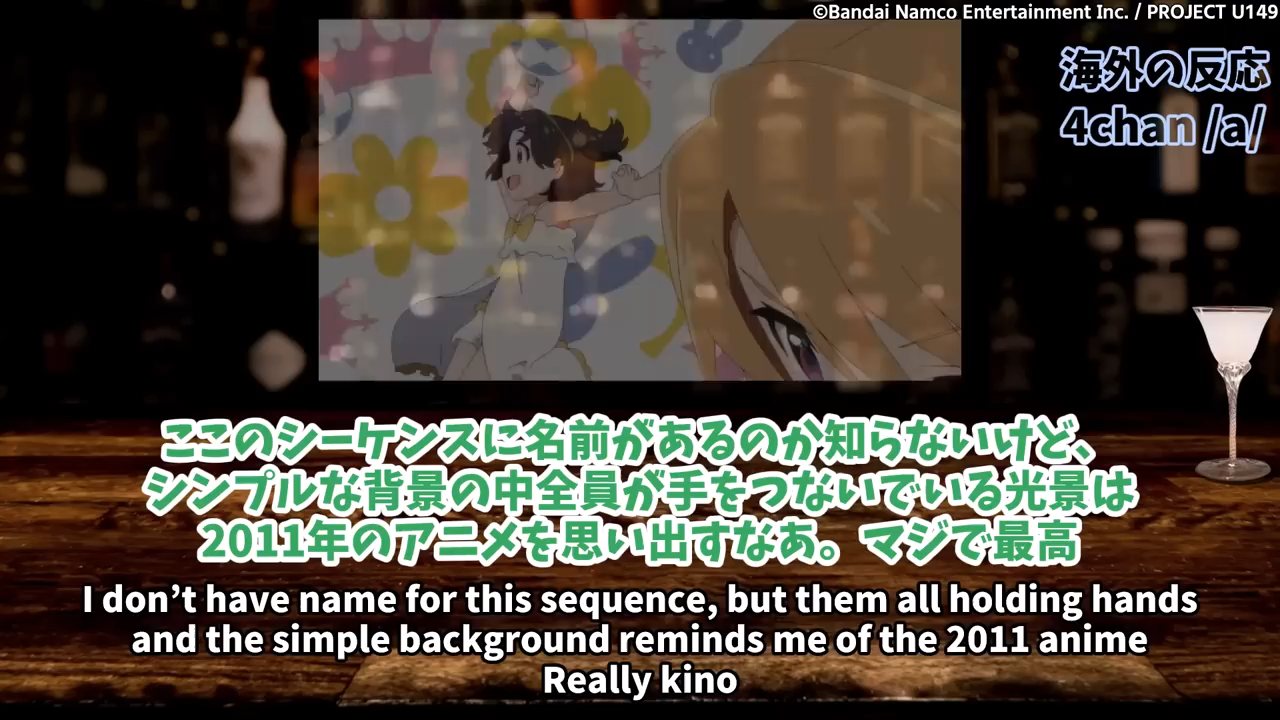 ©Bandai Namco Entertainment Inc. / PROJECT U149
海外の反応
4chan /a/
ここのシーケンスに名前があるのか知らないけど、
シンプルな背景の中全員が手をつないでいる光景は
2011年のアニメを思い出すなあ。マジで最高
I don’t have name for this sequence, but them all holding hands
and the simple background reminds me of the 2011 anime
Really kino